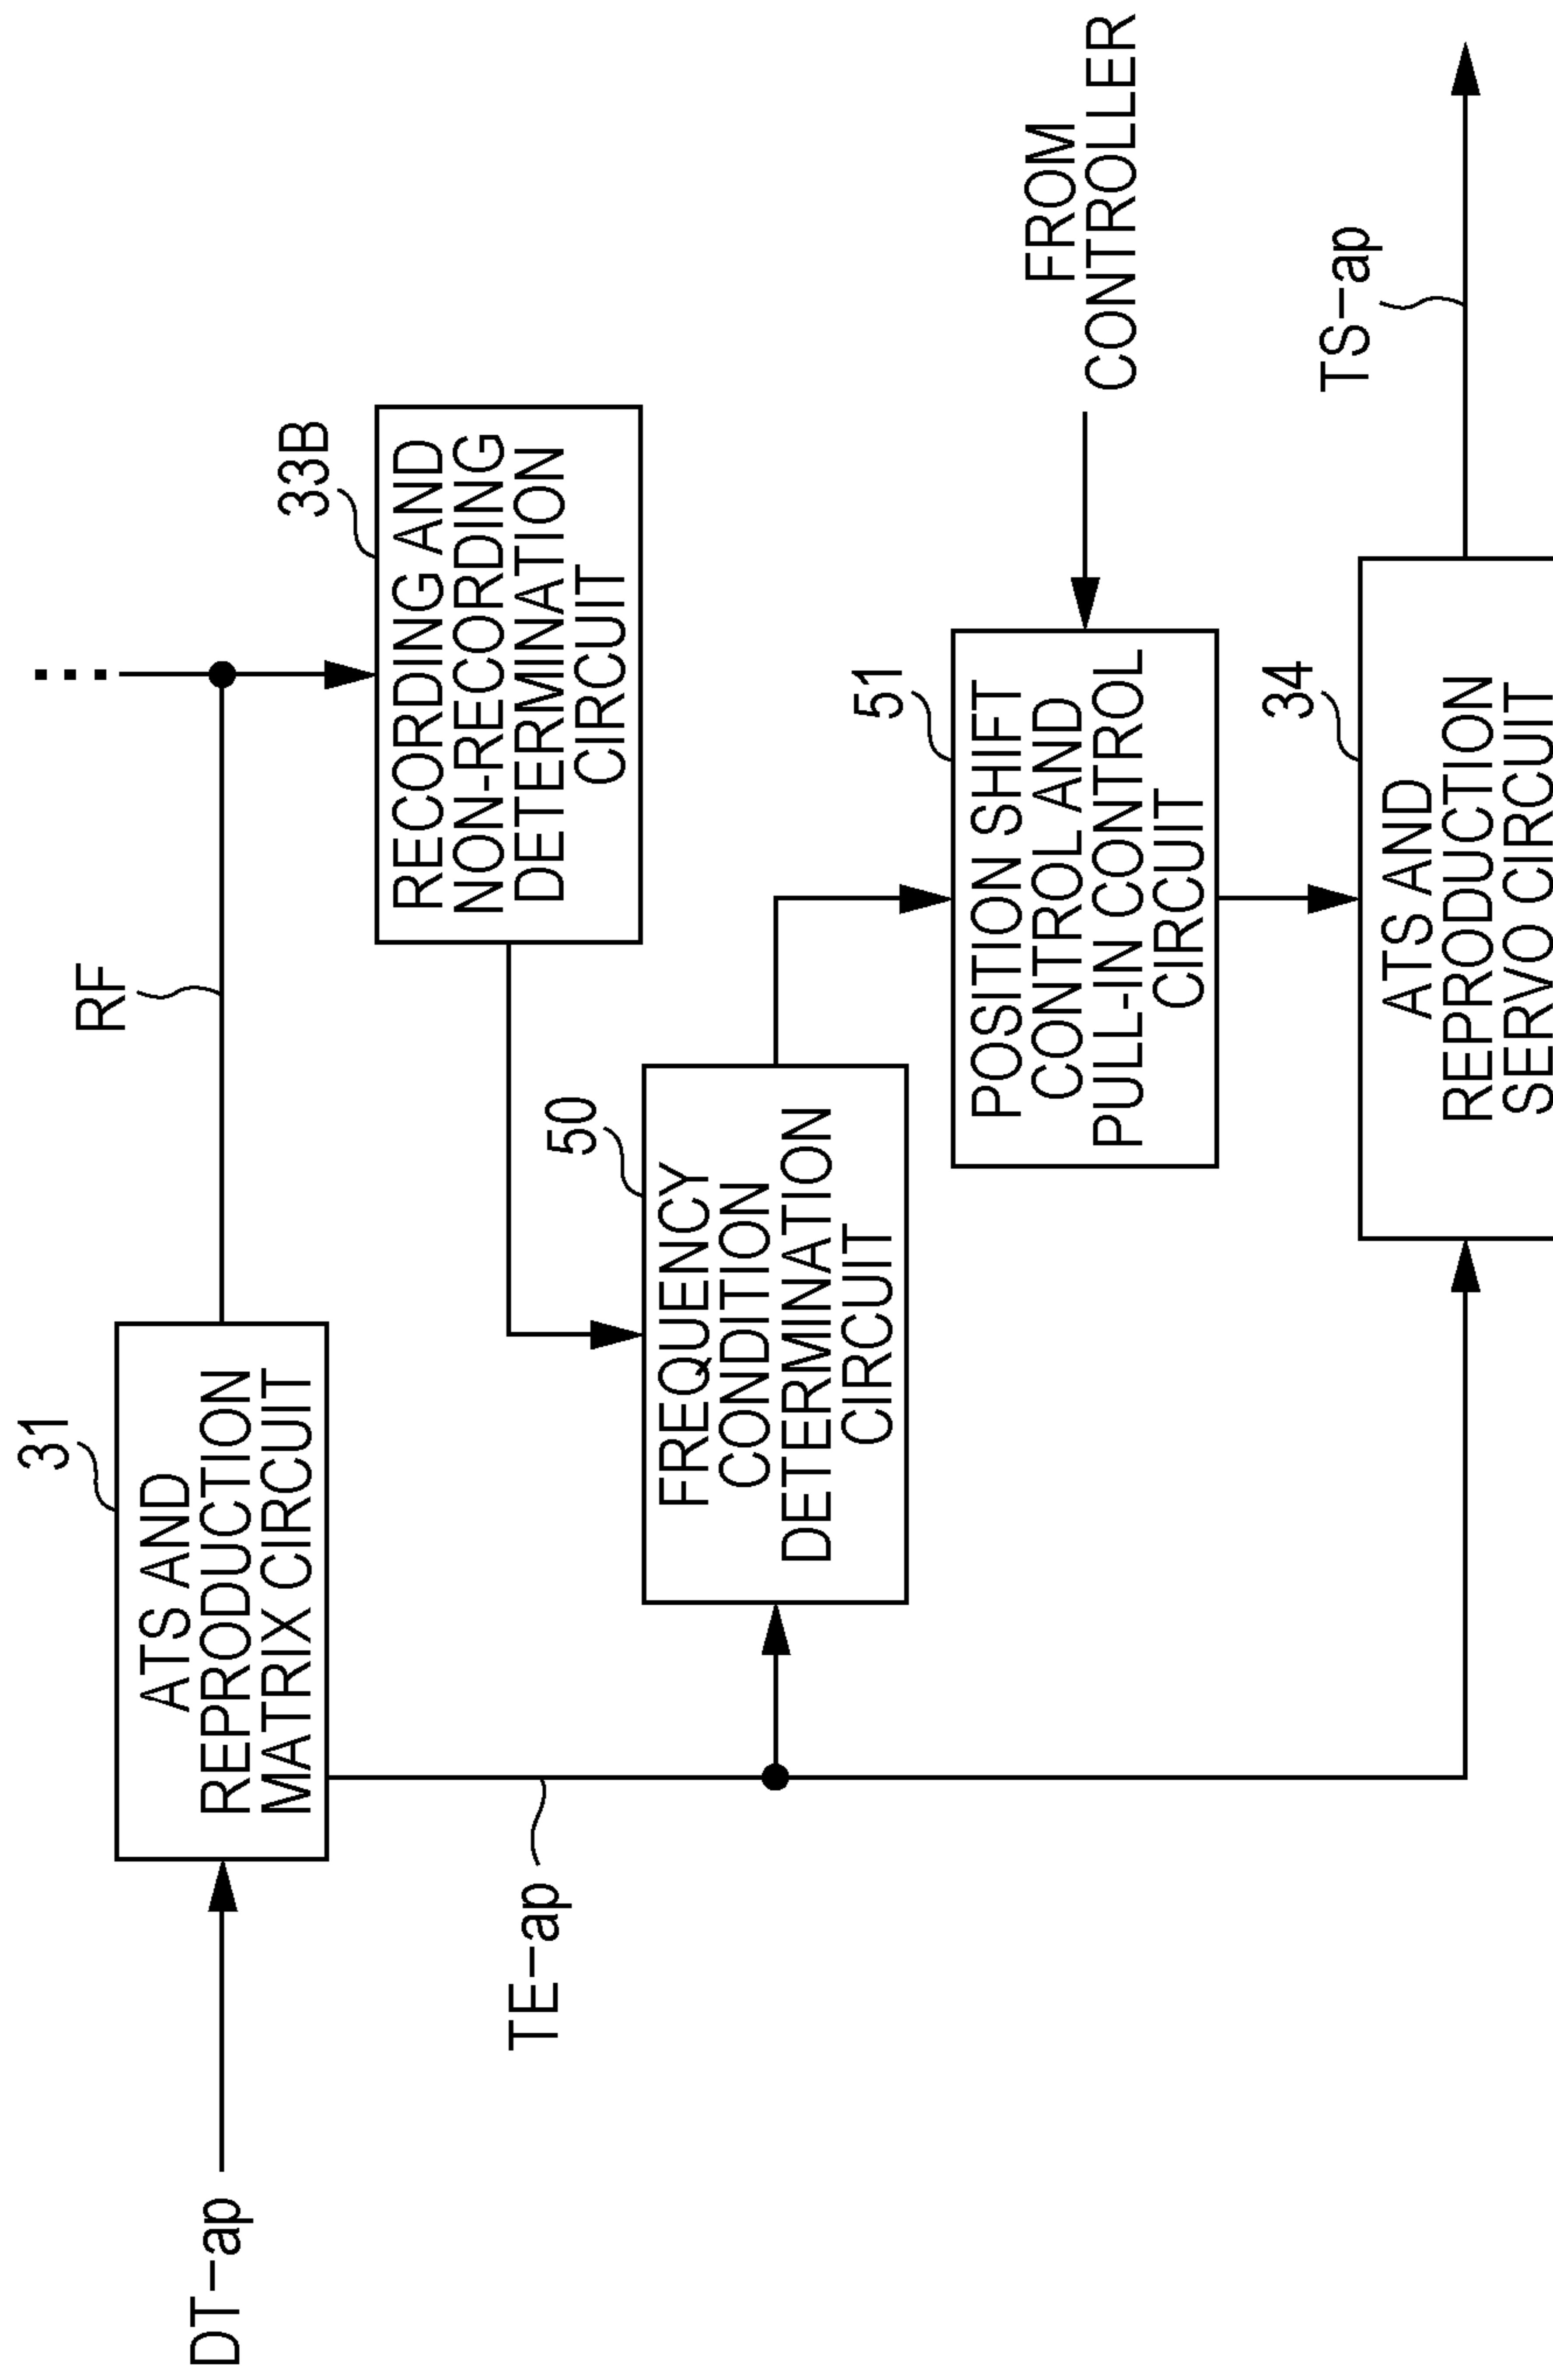 DT-ap
31
ATS AND
REPRODUCTION
MATRIX CIRCUIT
RF
33B
RECORDING AND
NON-RECORDING
DETERMINATION
CIRCUIT
TE-ap
50
FREQUENCY
CONDITION
DETERMINATION
CIRCUIT
51
POSITION SHIFT
CONTROL AND
PULL-IN CONTROL
CIRCUIT
FROM
CONTROLLER
34
ATS AND
REPRODUCTION
SERVO CIRCUIT
TS-ap